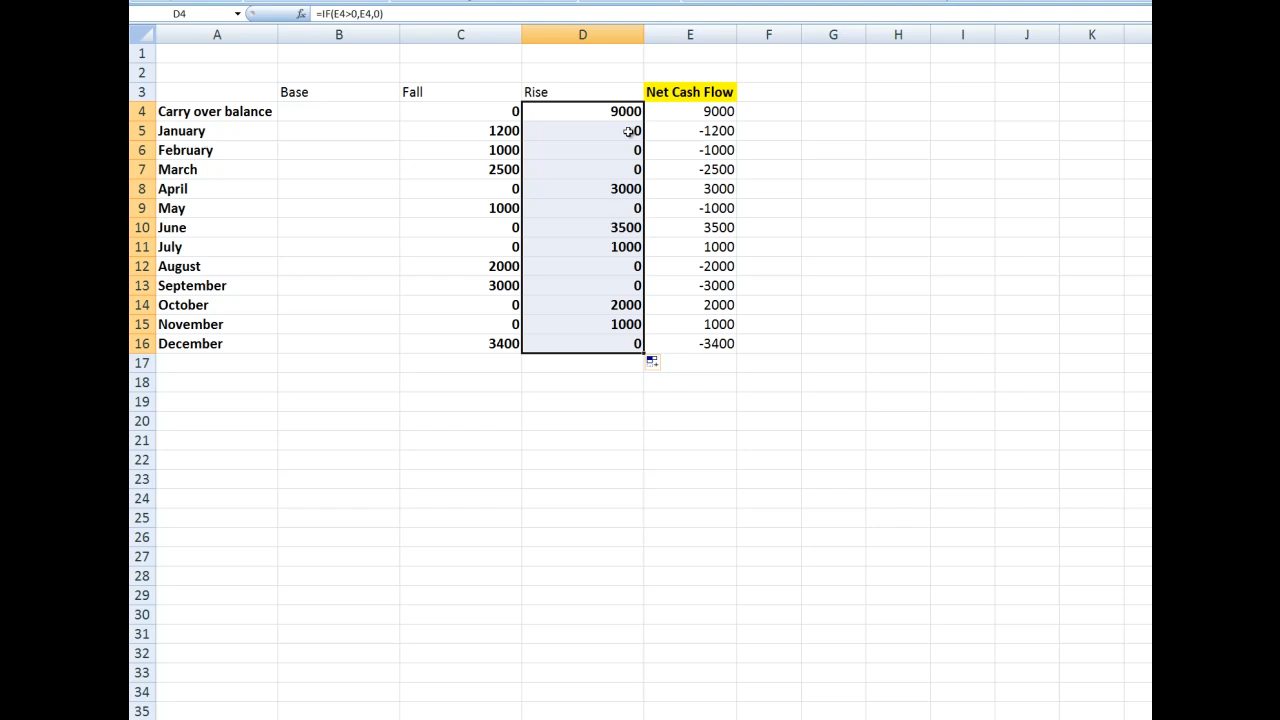 D4 fx =IF(E4>0,E4,0)
A B C D E F G H I J K
1
2
3 Base Fall Rise Net Cash Flow
4 Carry over balance 0 9000 9000
5 January 1200 0 -1200
6 February 1000 0 -1000
7 March 2500 0 -2500
8 April 0 3000 3000
9 May 1000 0 -1000
10 June 0 3500 3500
11 July 0 1000 1000
12 August 2000 0 -2000
13 September 3000 0 -3000
14 October 0 2000 2000
15 November 0 1000 1000
16 December 3400 0 -3400
17
18
19
20
21
22
23
24
25
26
27
28
29
30
31
32
33
34
35